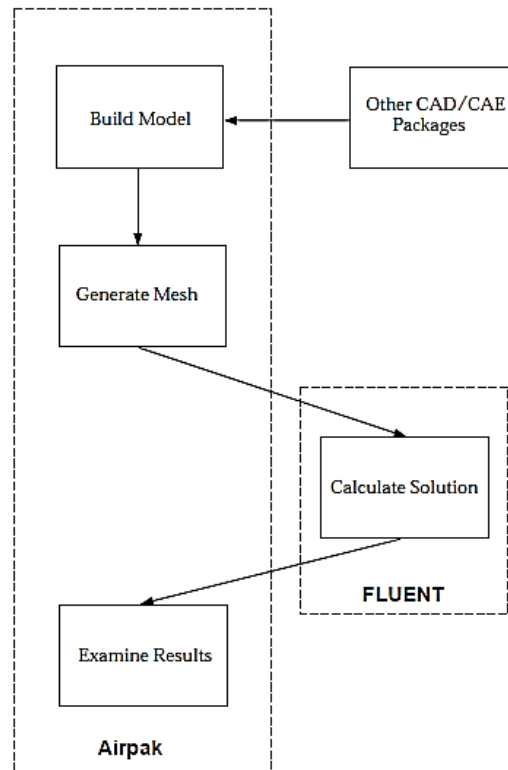 Build Model
Other CAD/CAE
Packages
Generate Mesh
Calculate Solution
FLUENT
Examine Results
Airpak